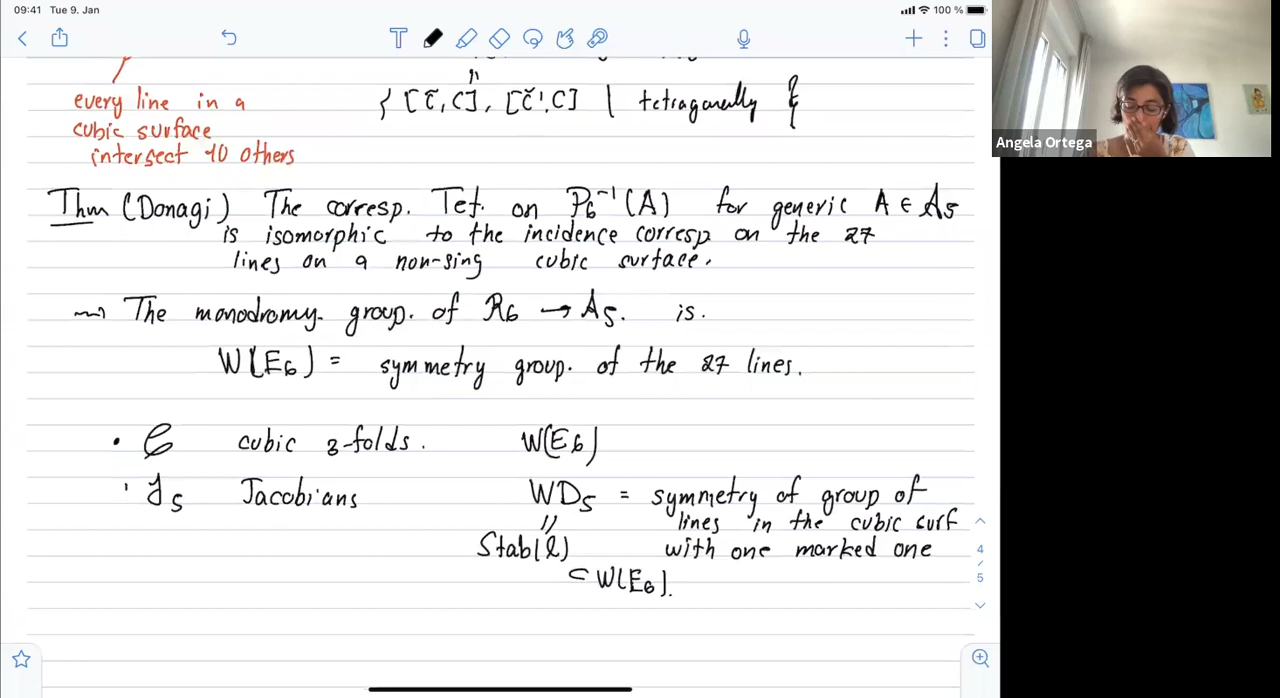 09:41 Tue 9. Jan
100 %
{ [C̃, C], [C̃', C] | tetragonally }
every line in a
cubic surface
intersect 10 others
Thm (Donagi) The corresp. Tet. on P₆⁻¹(A) for generic A ∈ A₅
is isomorphic to the incidence corresp on the 27
lines on a non-sing cubic surface.
⇝ The monodromy. group. of R₆ → A₅. is.
W(E₆) = symmetry group. of the 27 lines.
• C cubic 3-folds. W(E₆)
• J₅ Jacobians WD₅ = symmetry of group of
lines in the cubic surf
Stab(l) with one marked one
⊂ W(E₆).
4
/
5
Angela Ortega